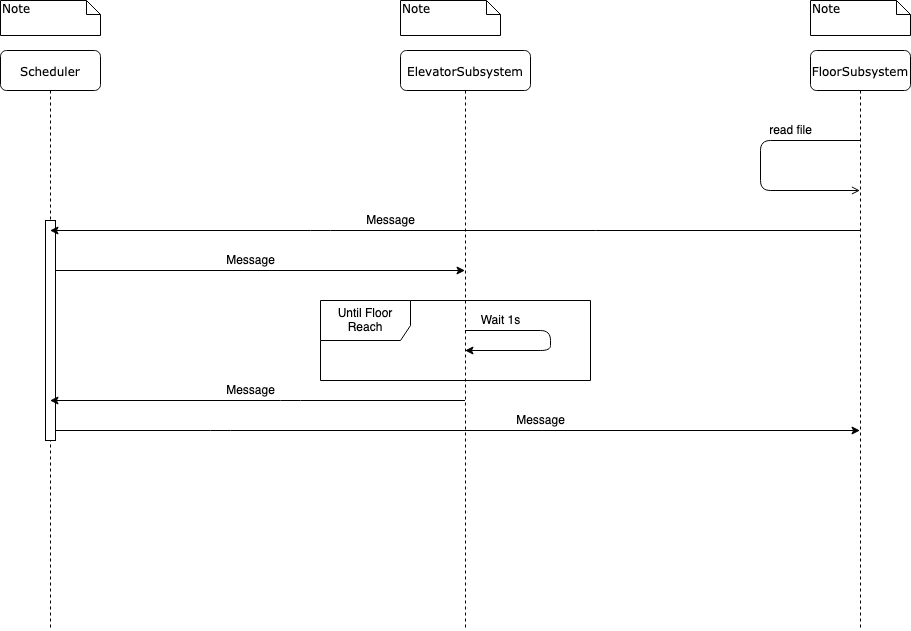 Note
Note
Note
Scheduler
ElevatorSubsystem
FloorSubsystem
read file
Message
Message
Until Floor
Reach
Wait 1s
Message
Message